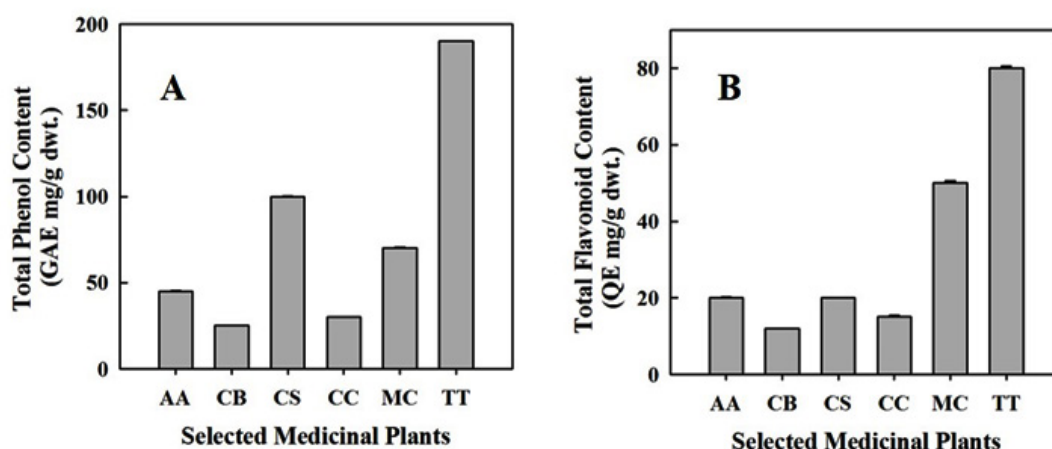 A
Total Phenol Content
(GAE mg/g dwt.)
200
150
100
50
0
AA CB CS CC MC TT
Selected Medicinal Plants
B
Total Flavonoid Content
(QE mg/g dwt.)
80
60
40
20
0
AA CB CS CC MC TT
Selected Medicinal Plants